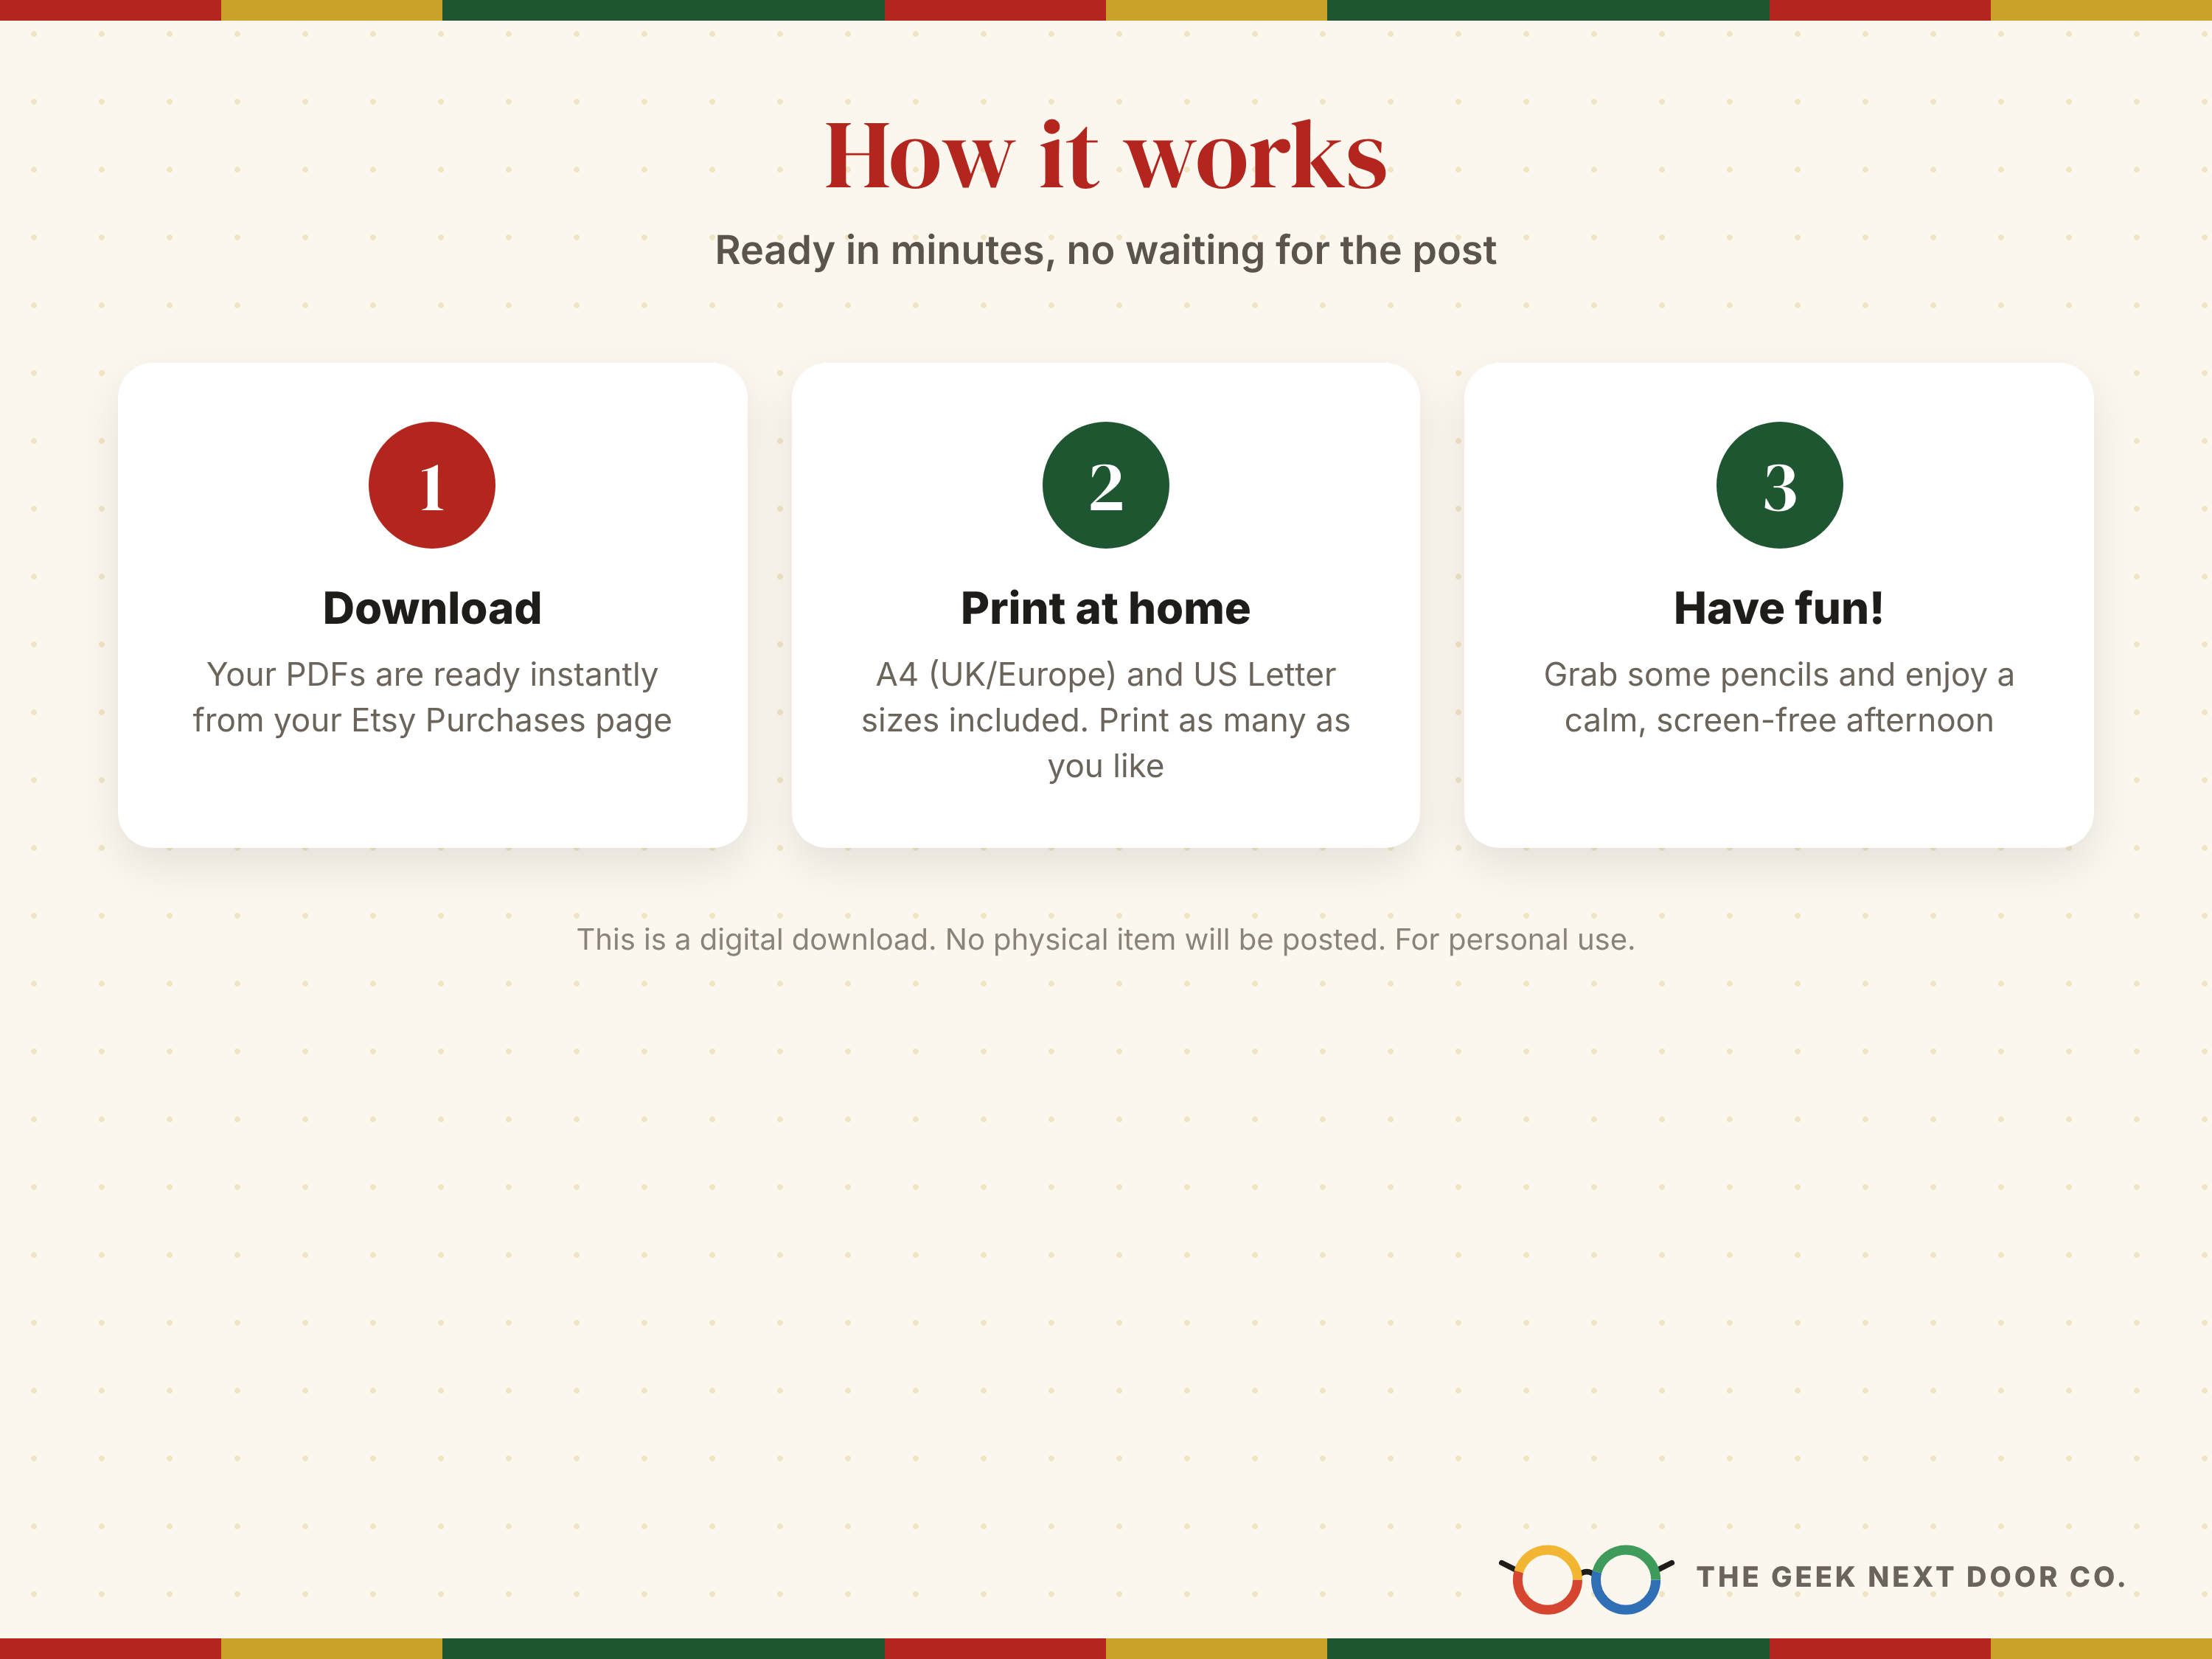 How it works
Ready in minutes, no waiting for the post
1
Download
Your PDFs are ready instantly
from your Etsy Purchases page
2
Print at home
A4 (UK/Europe) and US Letter
sizes included. Print as many as
you like
3
Have fun!
Grab some pencils and enjoy a
calm, screen-free afternoon
This is a digital download. No physical item will be posted. For personal use.
THE GEEK NEXT DOOR CO.